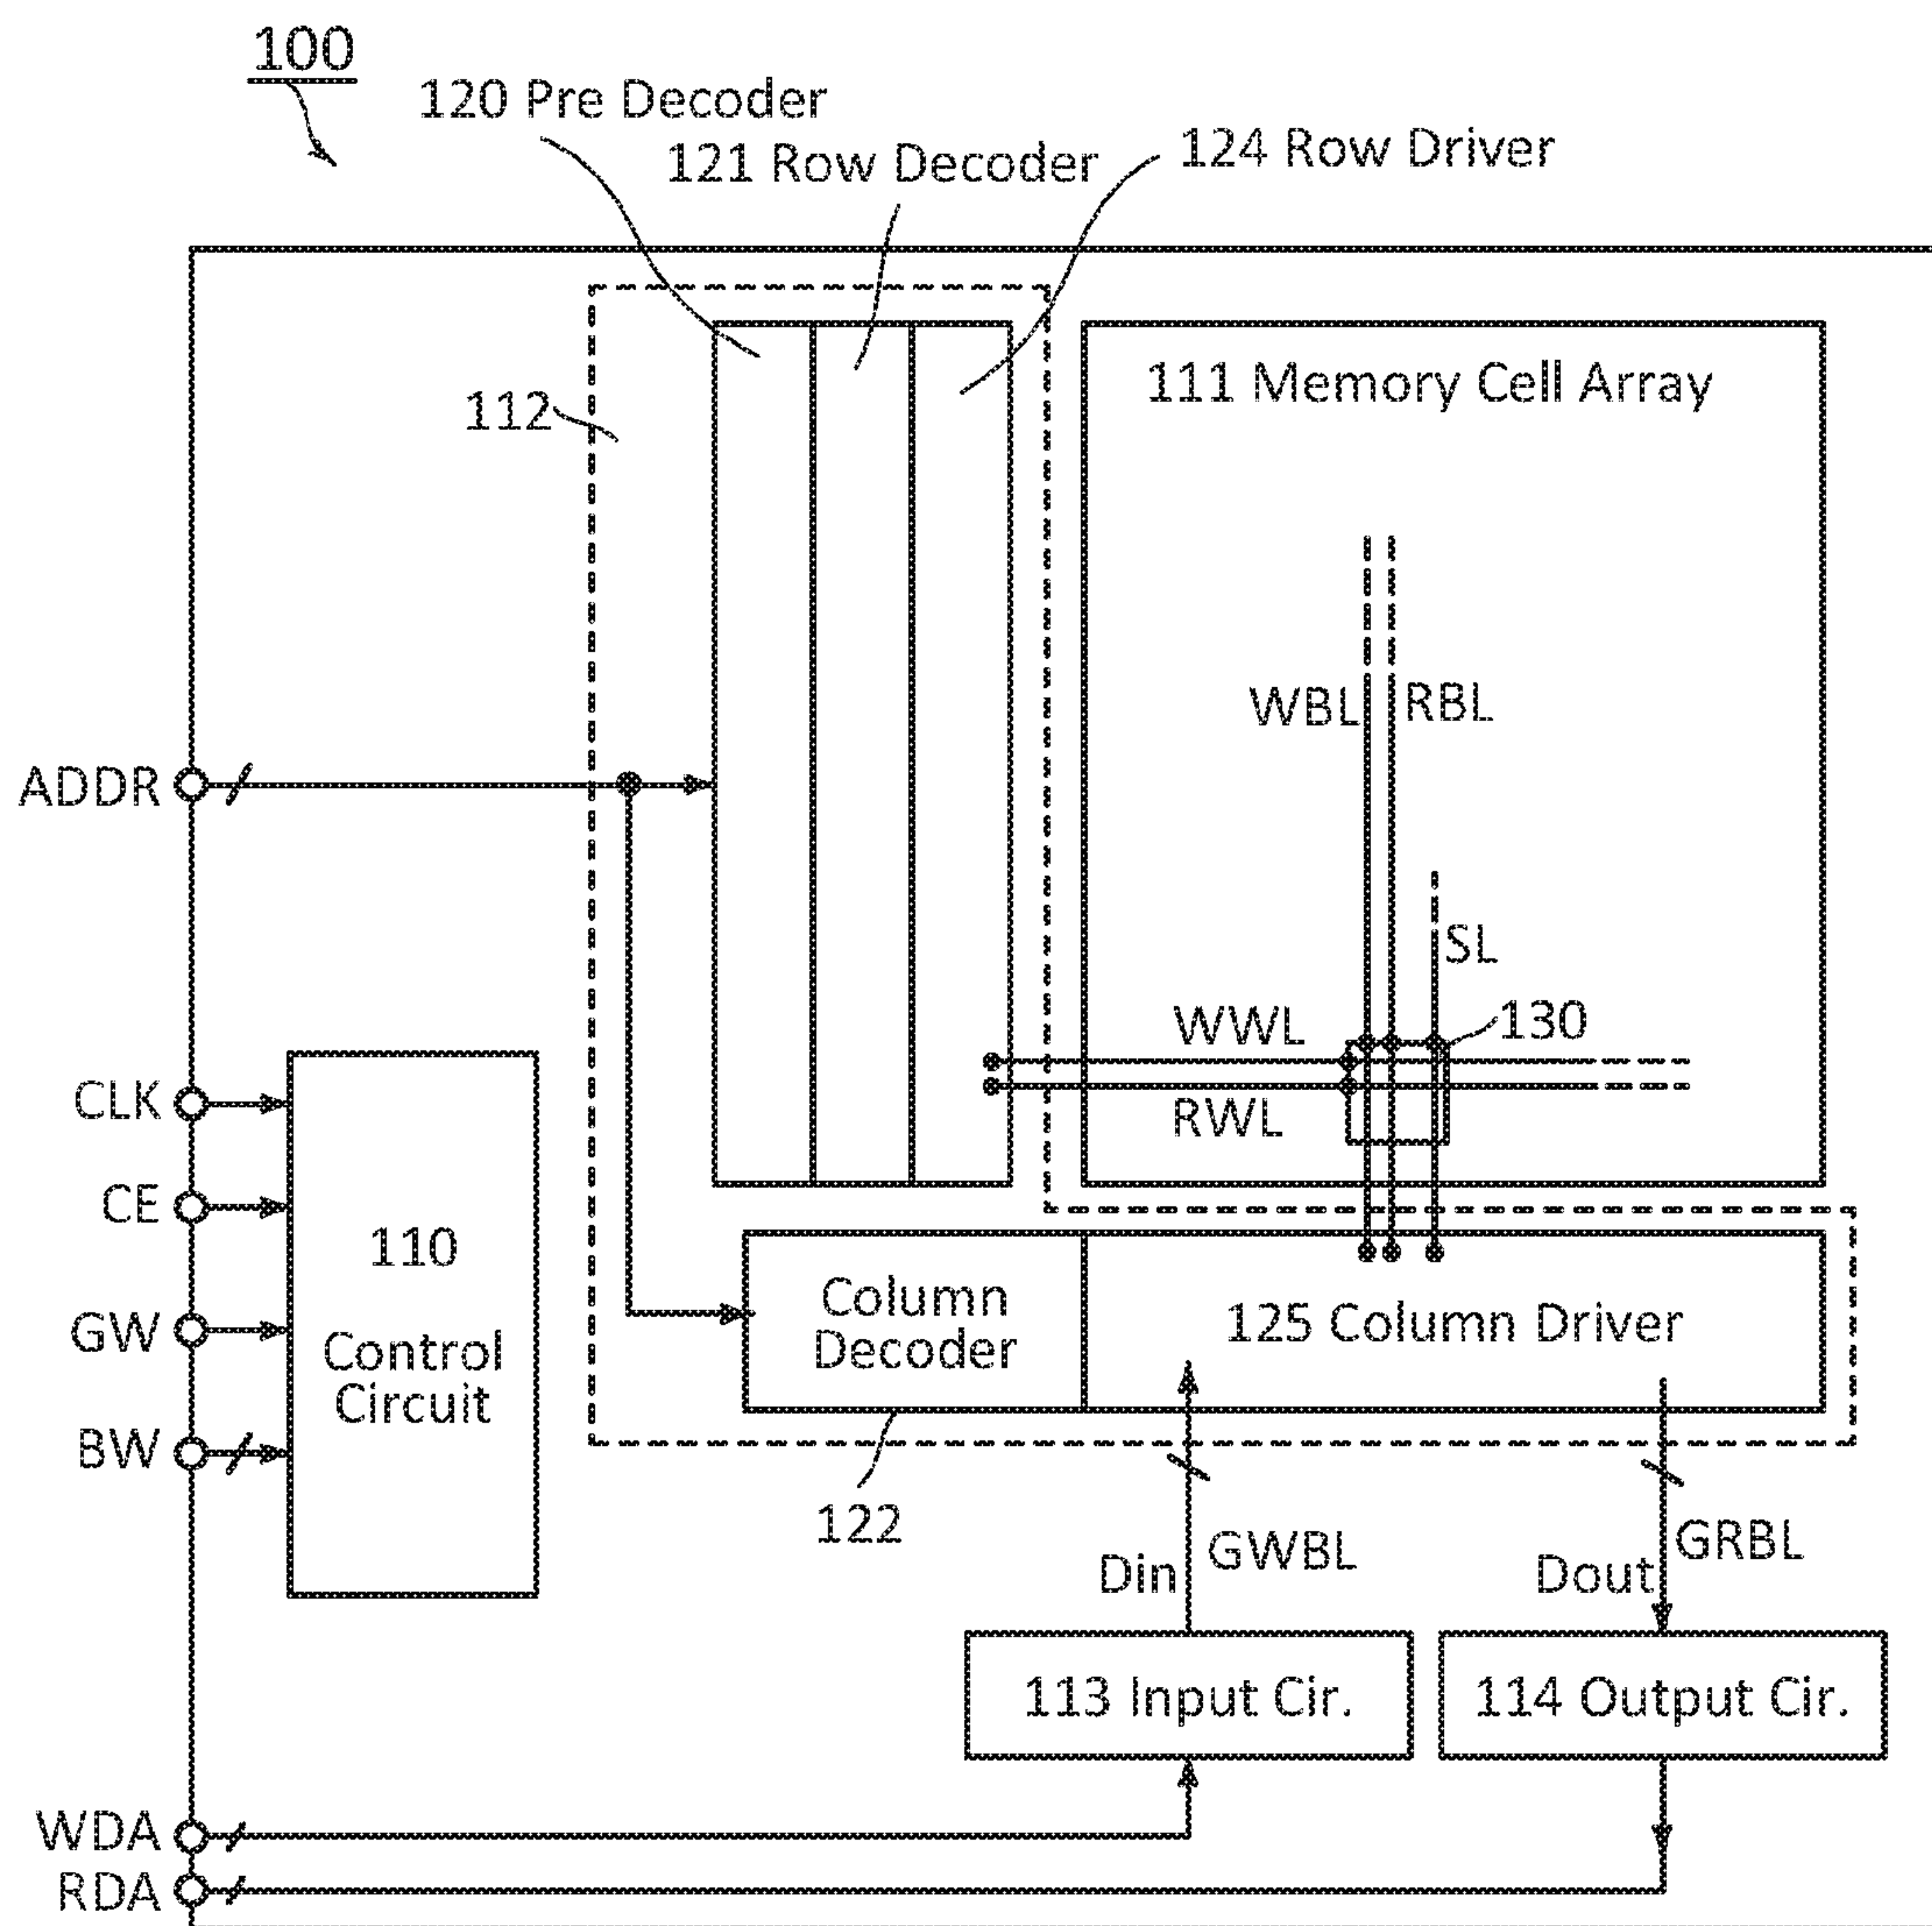 100
120 Pre Decoder
121 Row Decoder
124 Row Driver
112
111 Memory Cell Array
WBL
RBL
ADDR
SL
WWL
130
RWL
CLK
CE
GW
BW
110
Control
Circuit
Column
Decoder
125 Column Driver
122
Din
GWBL
Dout
GRBL
113 Input Cir.
114 Output Cir.
WDA
RDA